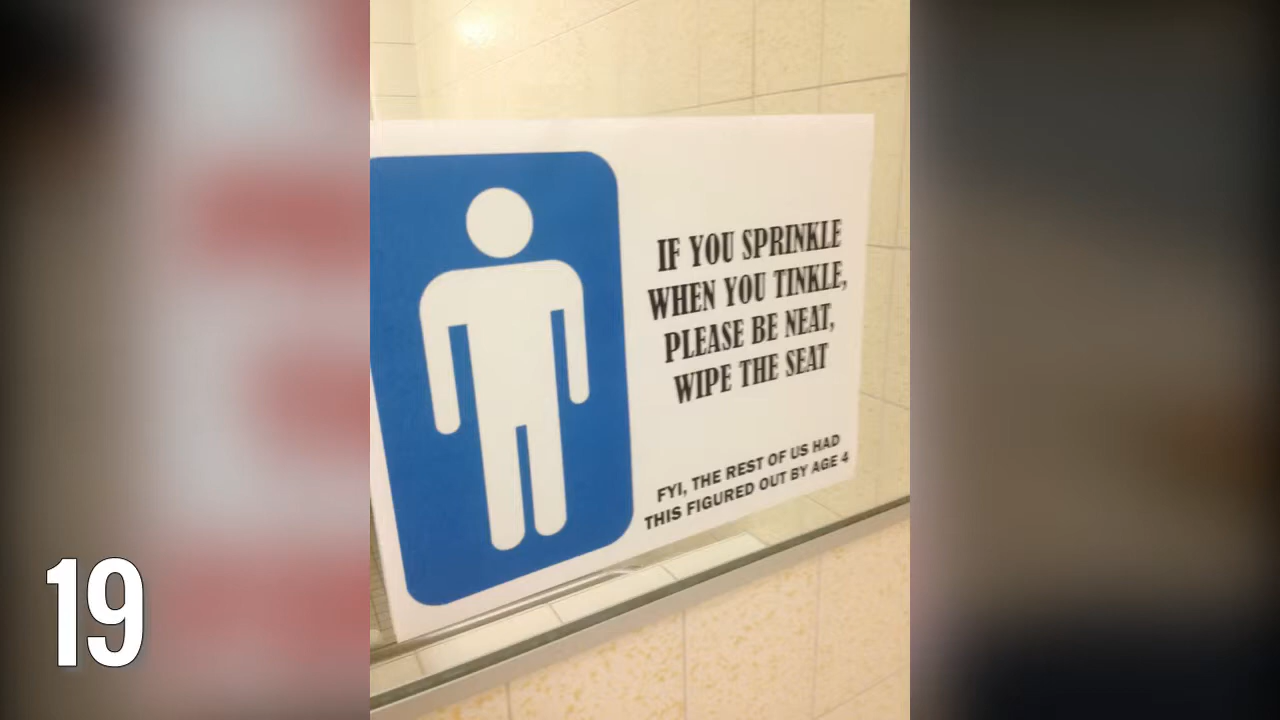 IF YOU SPRINKLE
WHEN YOU TINKLE,
PLEASE BE NEAT,
WIPE THE SEAT
FYI, THE REST OF US HAD
THIS FIGURED OUT BY AGE 4
19